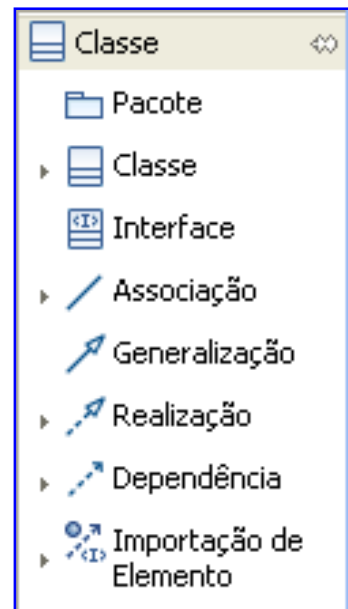 Classe
Pacote
Classe
Interface
Associação
Generalização
Realização
Dependência
Importação de
Elemento